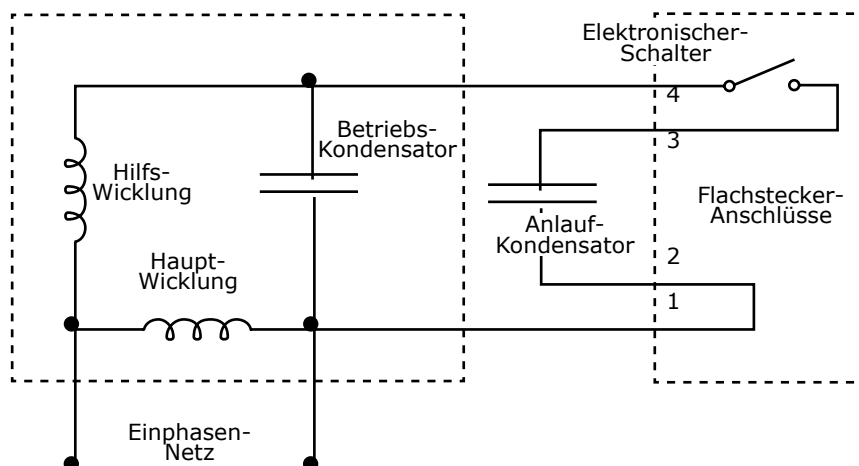 Elektronischer-
Schalter
4
Betriebs-
Kondensator
3
Hilfs-
Wicklung
Flachstecker-
Anschlüsse
Anlauf-
Kondensator
2
Haupt-
Wicklung
1
Einphasen-
Netz